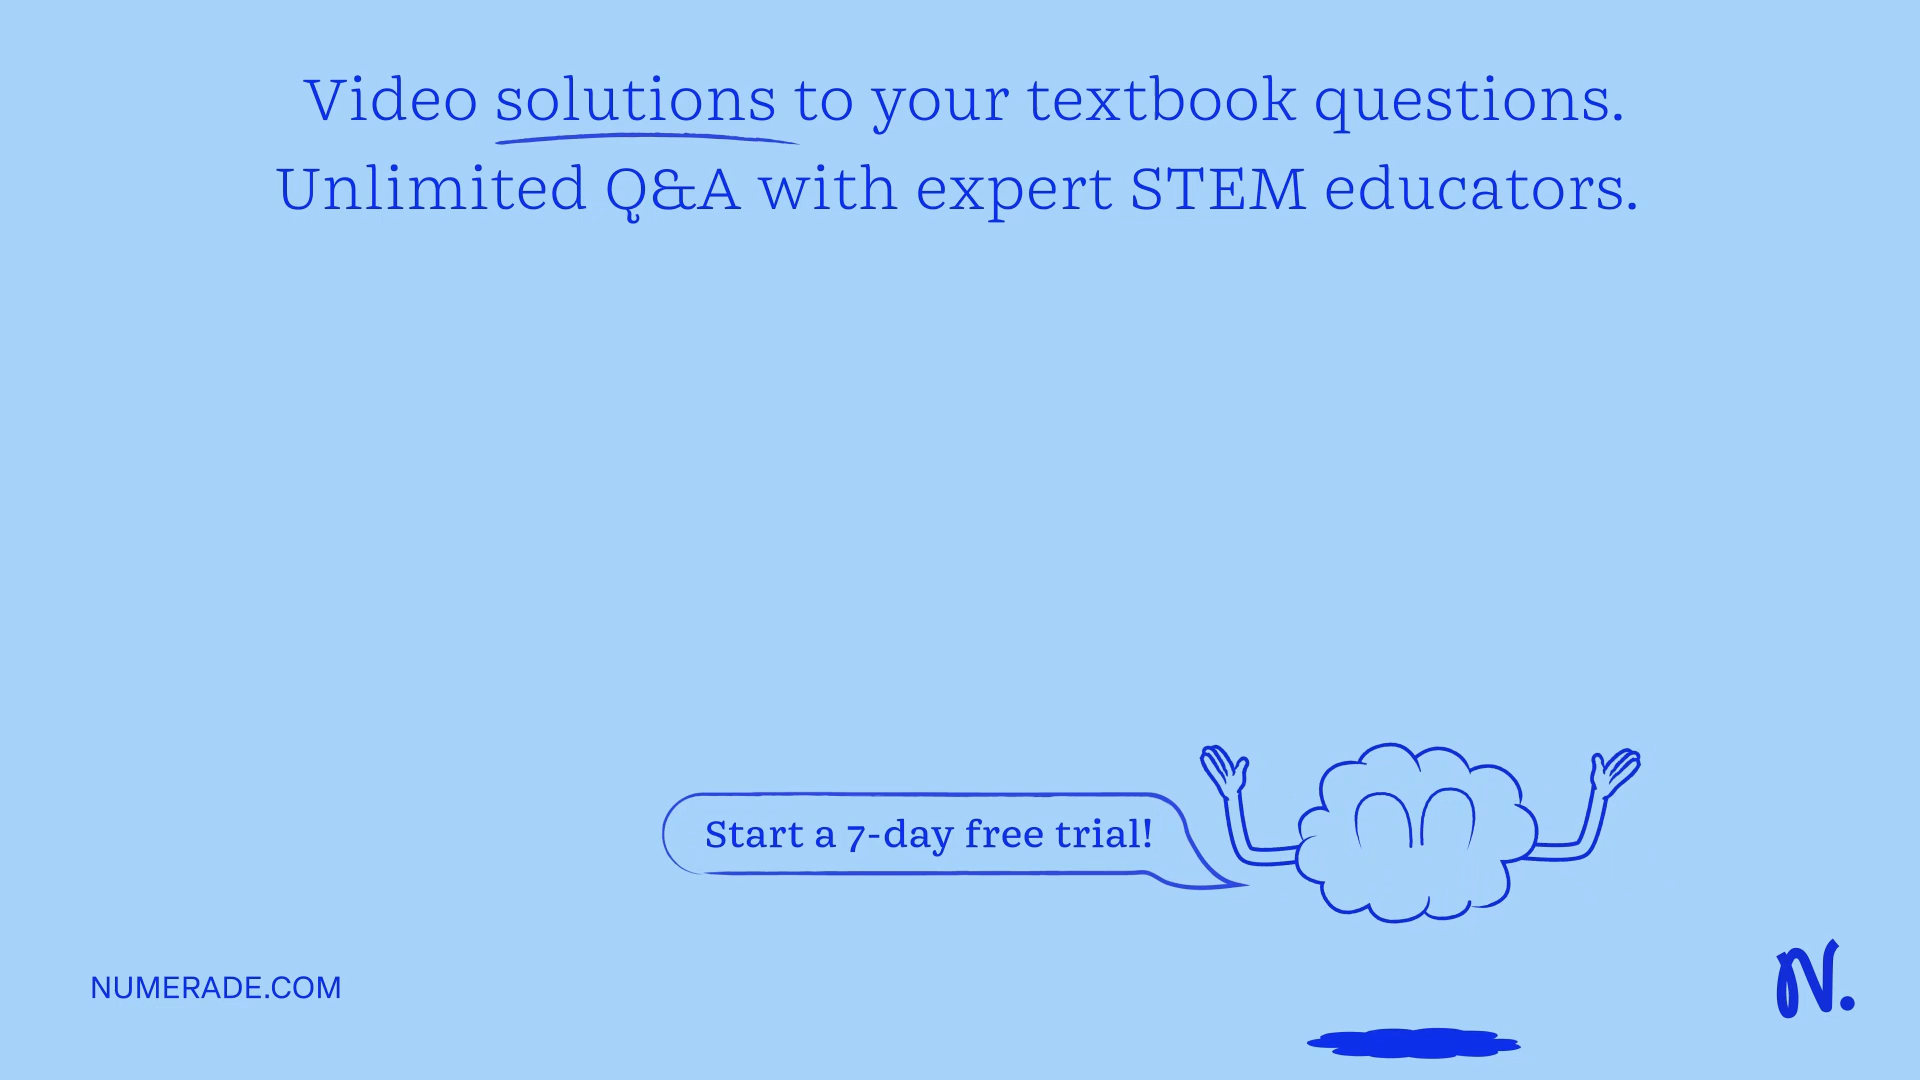 Video solutions to your textbook questions.
Unlimited Q&A with expert STEM educators.
Start a 7-day free trial!
NUMERADE.COM
N.